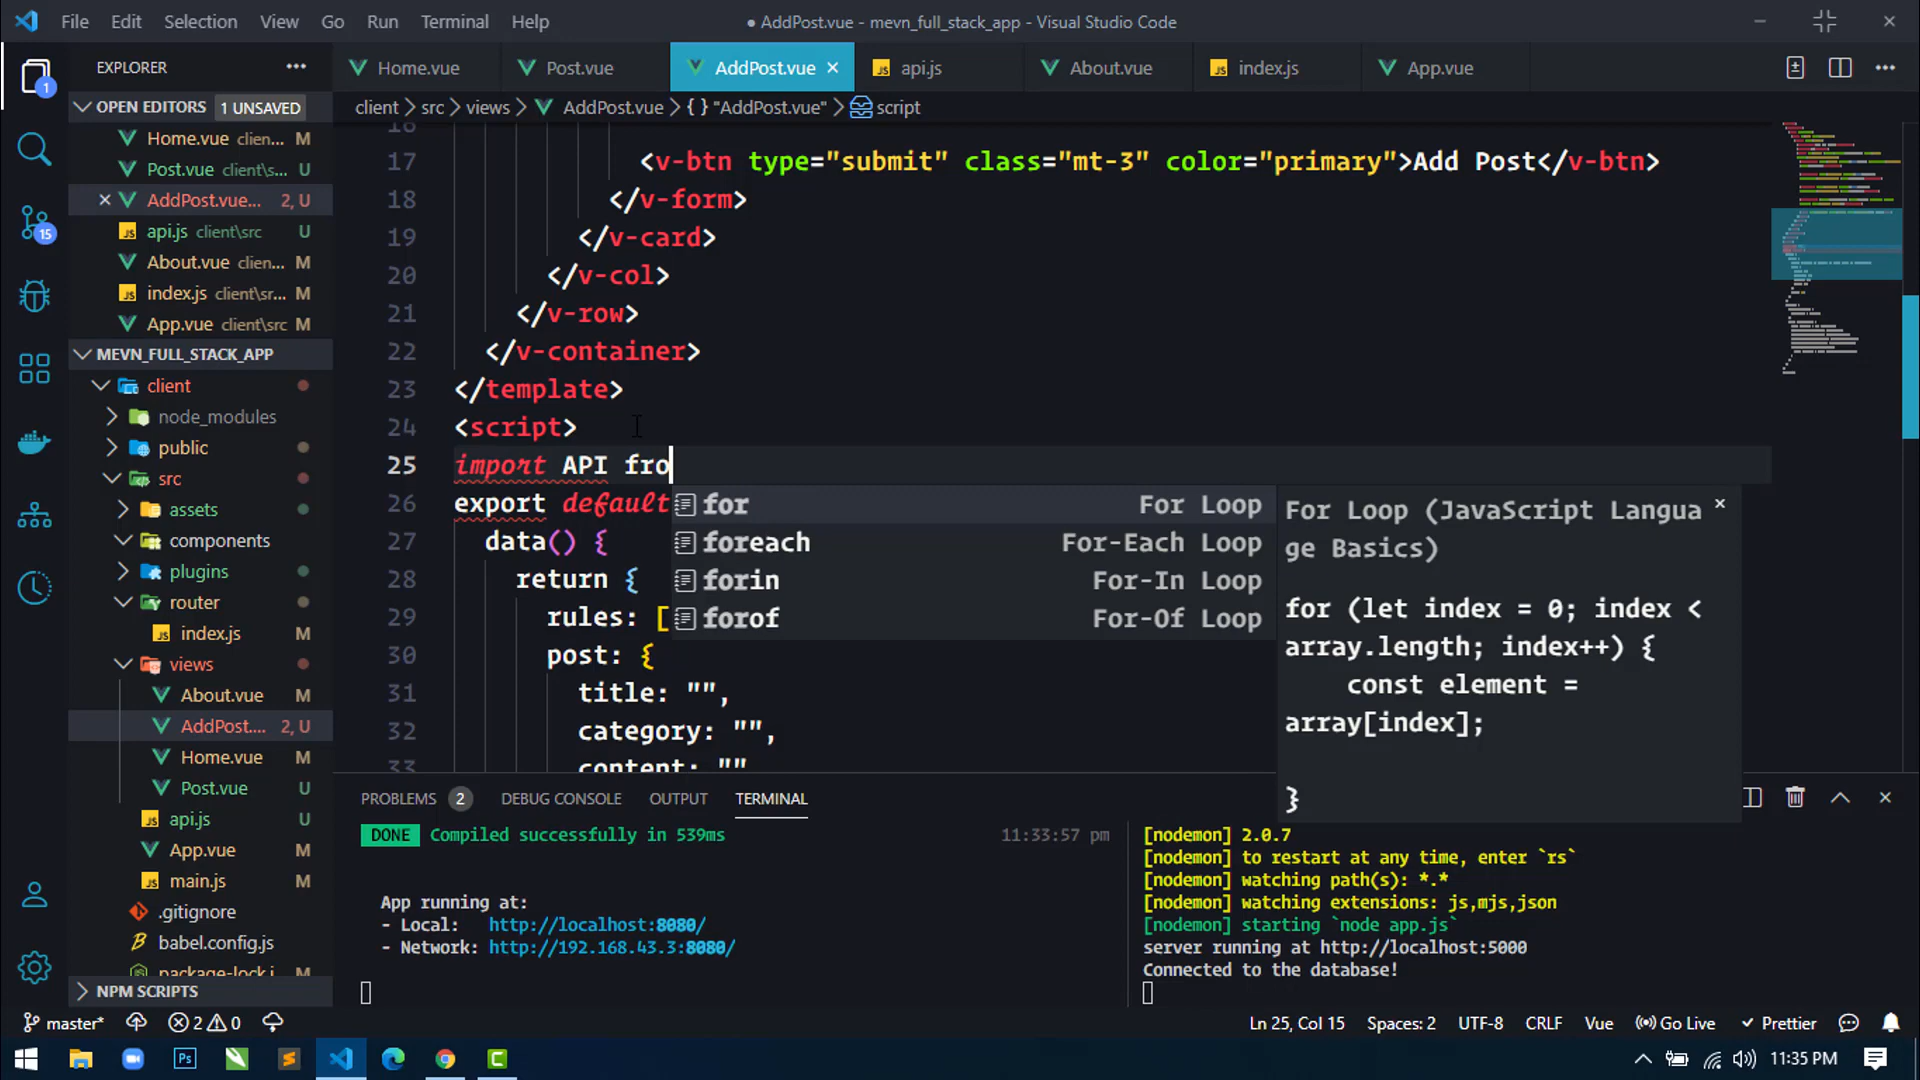 File Edit Selection View Go Run Terminal Help
● AddPost.vue - mevn_full_stack_app - Visual Studio Code
EXPLORER
OPEN EDITORS 1 UNSAVED
Home.vue clien... M
Post.vue client\s... U
AddPost.vue... 2, U
api.js client\src U
About.vue clien... M
index.js client\sr... M
App.vue client\src M
MEVN_FULL_STACK_APP
client
node_modules
public
src
assets
components
plugins
router
index.js M
views
About.vue M
AddPost.... 2, U
Home.vue M
Post.vue U
api.js U
App.vue M
main.js M
.gitignore
babel.config.js
package-lock.j
NPM SCRIPTS
1
15
Home.vue Post.vue AddPost.vue api.js About.vue index.js App.vue
client > src > views > AddPost.vue > {} "AddPost.vue" > script
16
17 <v-btn type="submit" class="mt-3" color="primary">Add Post</v-btn>
18 </v-form>
19 </v-card>
20 </v-col>
21 </v-row>
22 </v-container>
23 </template>
24 <script>
25 import API fro
26 export default
27 data() {
28 return {
29 rules: [
30 post: {
31 title: "",
32 category: "",
33 content: ""
for For Loop
foreach For-Each Loop
forin For-In Loop
forof For-Of Loop
For Loop (JavaScript Langua
ge Basics)
for (let index = 0; index <
array.length; index++) {
const element =
array[index];
}
PROBLEMS 2 DEBUG CONSOLE OUTPUT TERMINAL
DONE Compiled successfully in 539ms 11:33:57 pm
App running at:
- Local: http://localhost:8080/
- Network: http://192.168.43.3:8080/
[nodemon] 2.0.7
[nodemon] to restart at any time, enter `rs`
[nodemon] watching path(s): *.*
[nodemon] watching extensions: js,mjs,json
[nodemon] starting `node app.js`
server running at http://localhost:5000
Connected to the database!
master* 2 0 Ln 25, Col 15 Spaces: 2 UTF-8 CRLF Vue Go Live Prettier
Ps C 11:35 PM